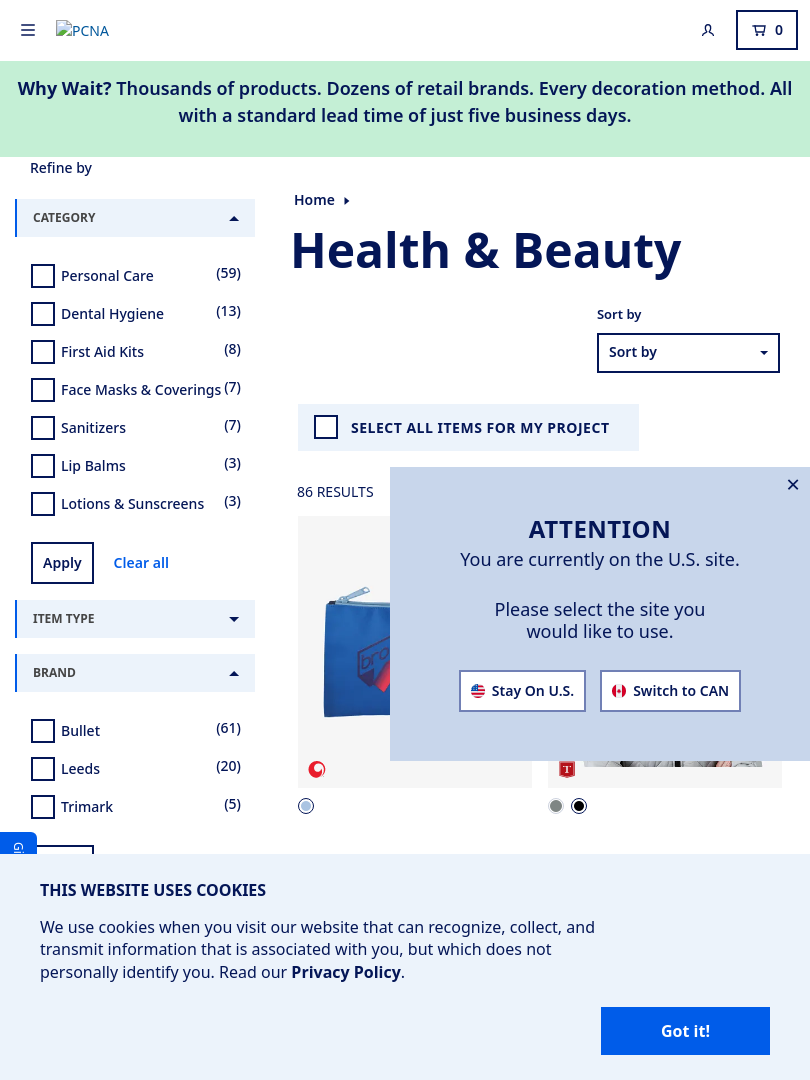 PCNA
0
Why Wait? Thousands of products. Dozens of retail brands. Every decoration method. All
with a standard lead time of just five business days.
Refine by
CATEGORY
Personal Care (59)
Dental Hygiene (13)
First Aid Kits (8)
Face Masks & Coverings (7)
Sanitizers (7)
Lip Balms (3)
Lotions & Sunscreens (3)
Apply Clear all
ITEM TYPE
BRAND
Bullet (61)
Leeds (20)
Trimark (5)
Home
Health & Beauty
Sort by
Sort by
SELECT ALL ITEMS FOR MY PROJECT
86 RESULTS
ATTENTION
You are currently on the U.S. site.
Please select the site you
would like to use.
Stay On U.S. Switch to CAN
T
THIS WEBSITE USES COOKIES
We use cookies when you visit our website that can recognize, collect, and
transmit information that is associated with you, but which does not
personally identify you. Read our Privacy Policy.
Got it!